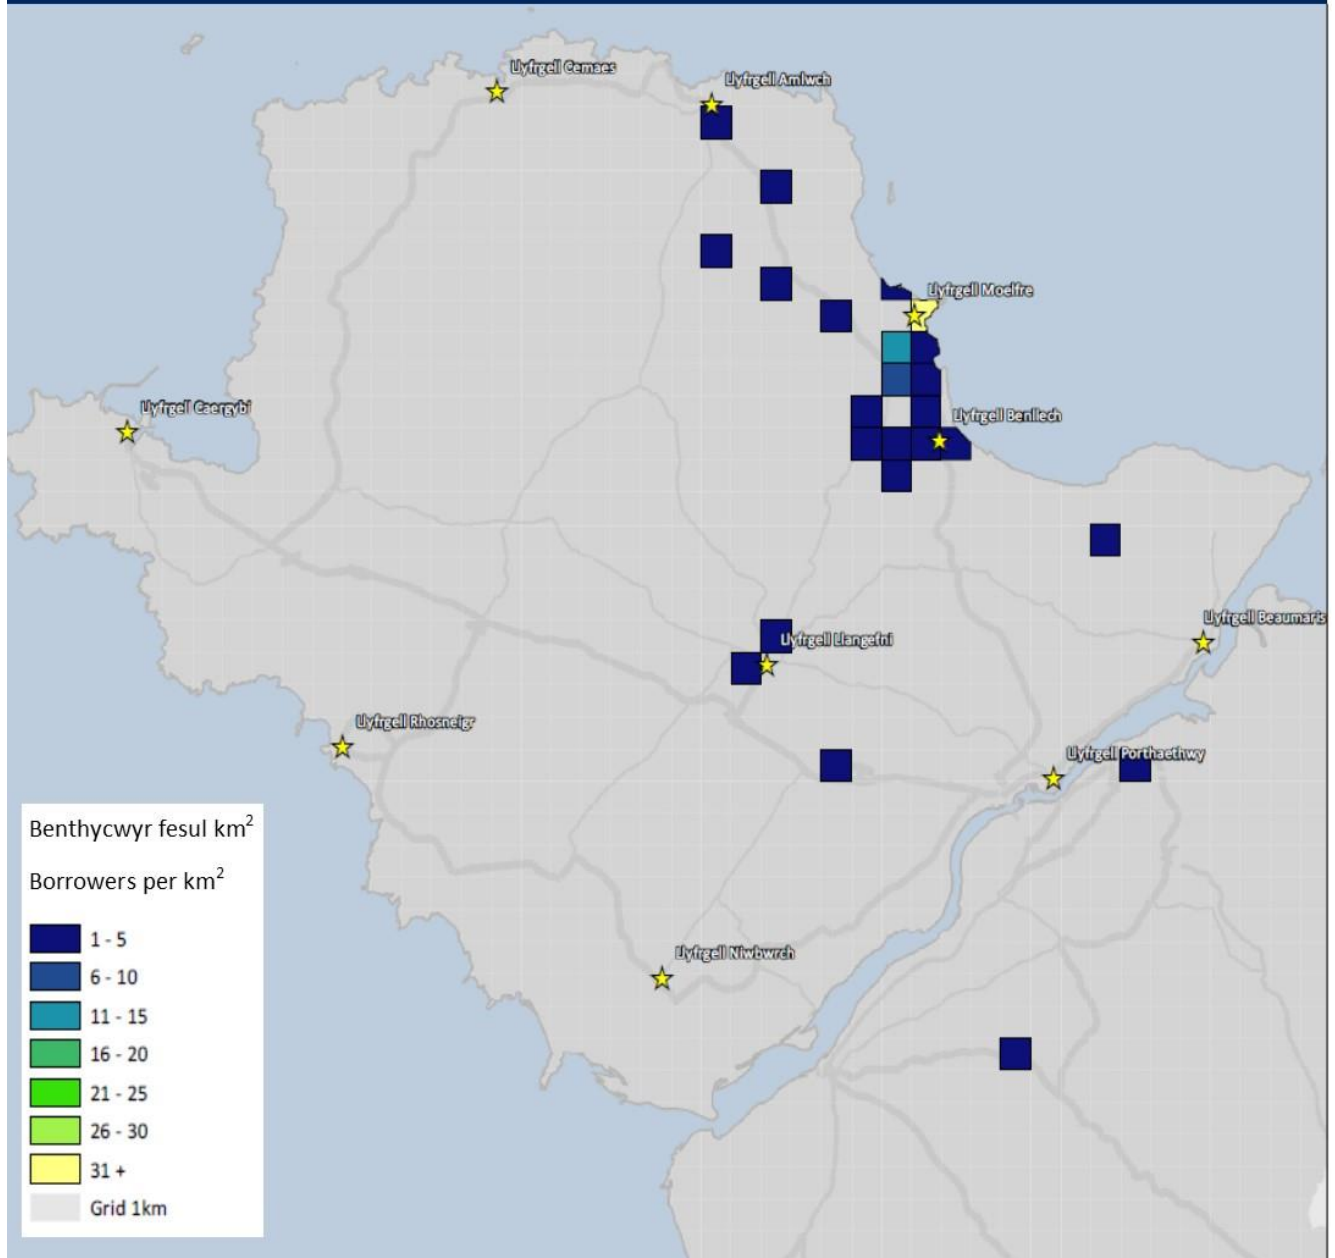 Llyfrgell Cemaes
Llyfrgell Amlwch
Llyfrgell Moelfre
Llyfrgell Caergybi
Llyfrgell Benllech
Llyfrgell Beaumaris
Llyfrgell Llangefni
Llyfrgell Rhosneigr
Llyfrgell Porthaethwy
Llyfrgell Niwbwrch
Benthycwyr fesul km²
Borrowers per km²
1 - 5
6 - 10
11 - 15
16 - 20
21 - 25
26 - 30
31 +
Grid 1km